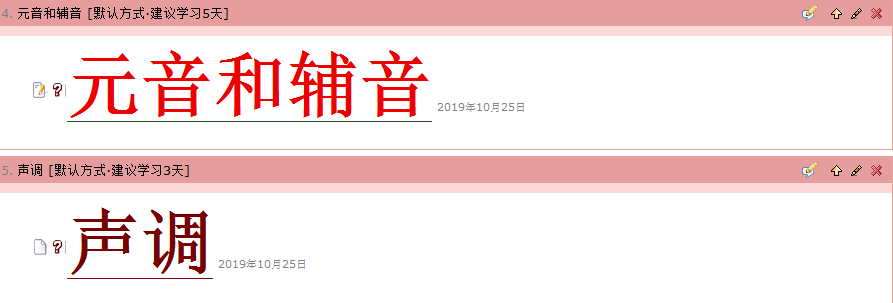 4. 元音和辅音 [默认方式·建议学习5天]
元音和辅音 2019年10月25日
5. 声调 [默认方式·建议学习3天]
声调 2019年10月25日